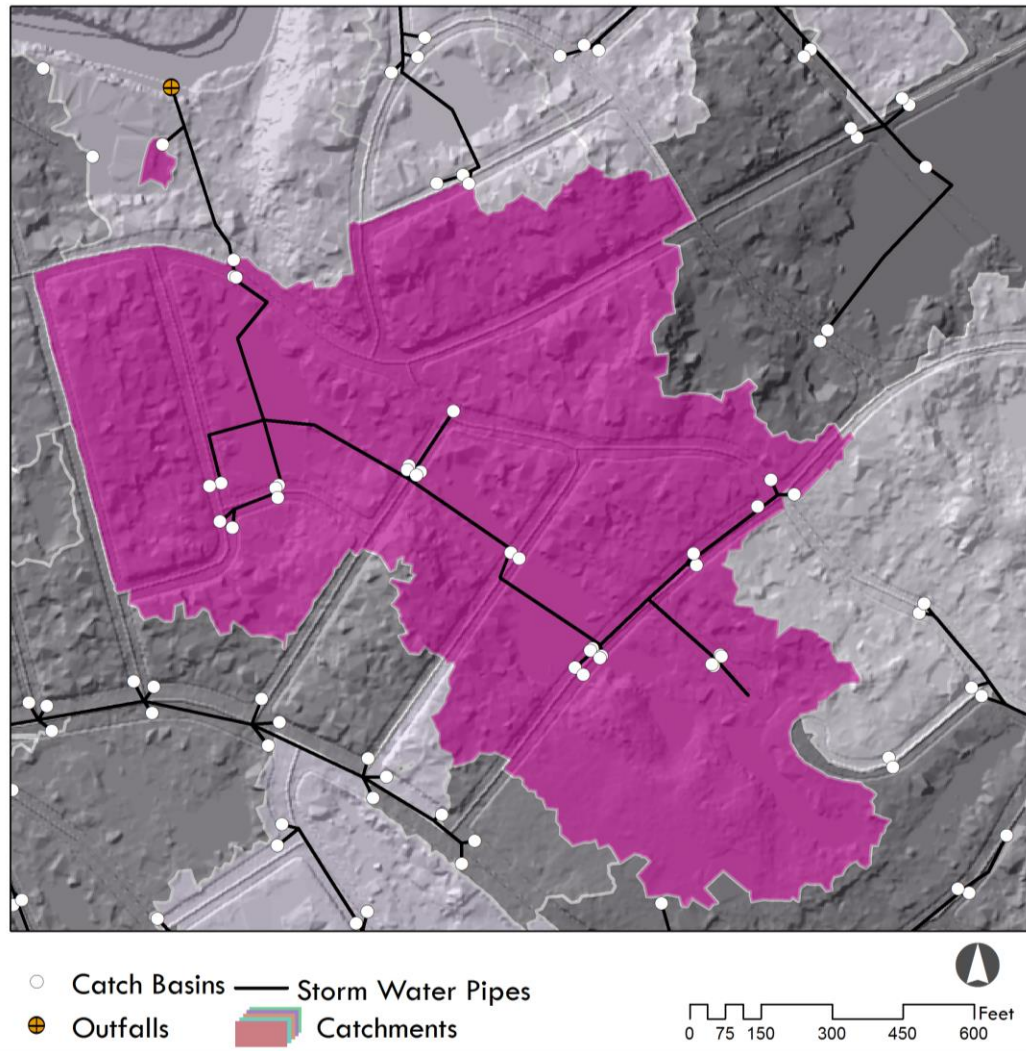 Catch Basins
Storm Water Pipes
Outfalls
Catchments
Feet
0 75 150 300 450 600